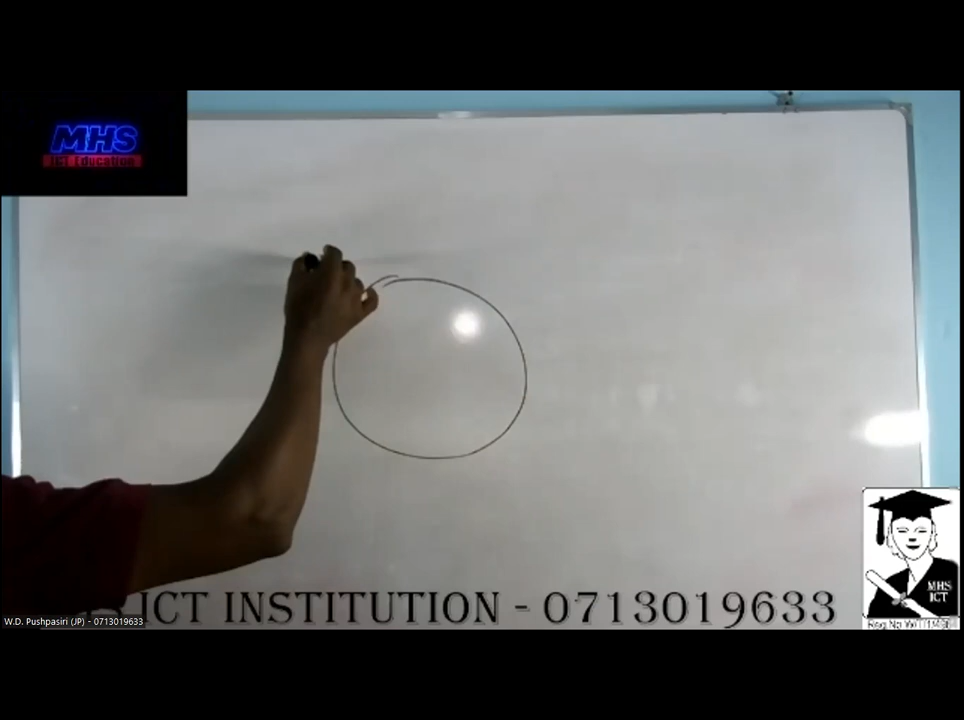 MHS
ICT Education
MHS
ICT
ICT INSTITUTION - 0713019633
W.D. Pushpasiri (JP) - 0713019633